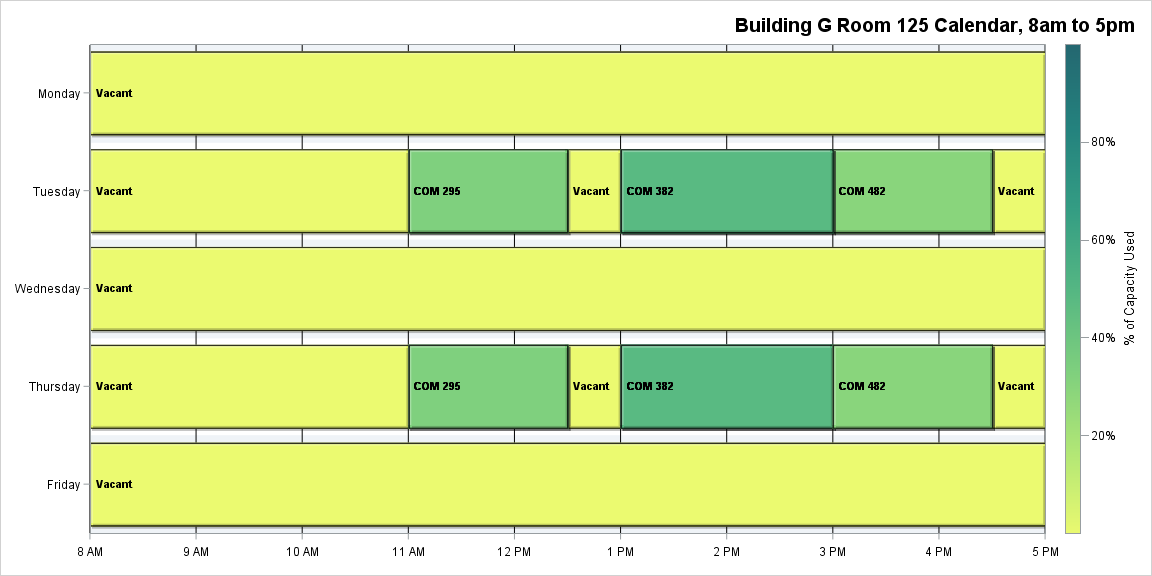 Building G Room 125 Calendar, 8am to 5pm
Monday
Vacant
Tuesday
Vacant
COM 295
Vacant
COM 382
COM 482
Vacant
Wednesday
Vacant
Thursday
Vacant
COM 295
Vacant
COM 382
COM 482
Vacant
Friday
Vacant
8 AM
9 AM
10 AM
11 AM
12 PM
1 PM
2 PM
3 PM
4 PM
5 PM
80%
60%
40%
20%
% of Capacity Used